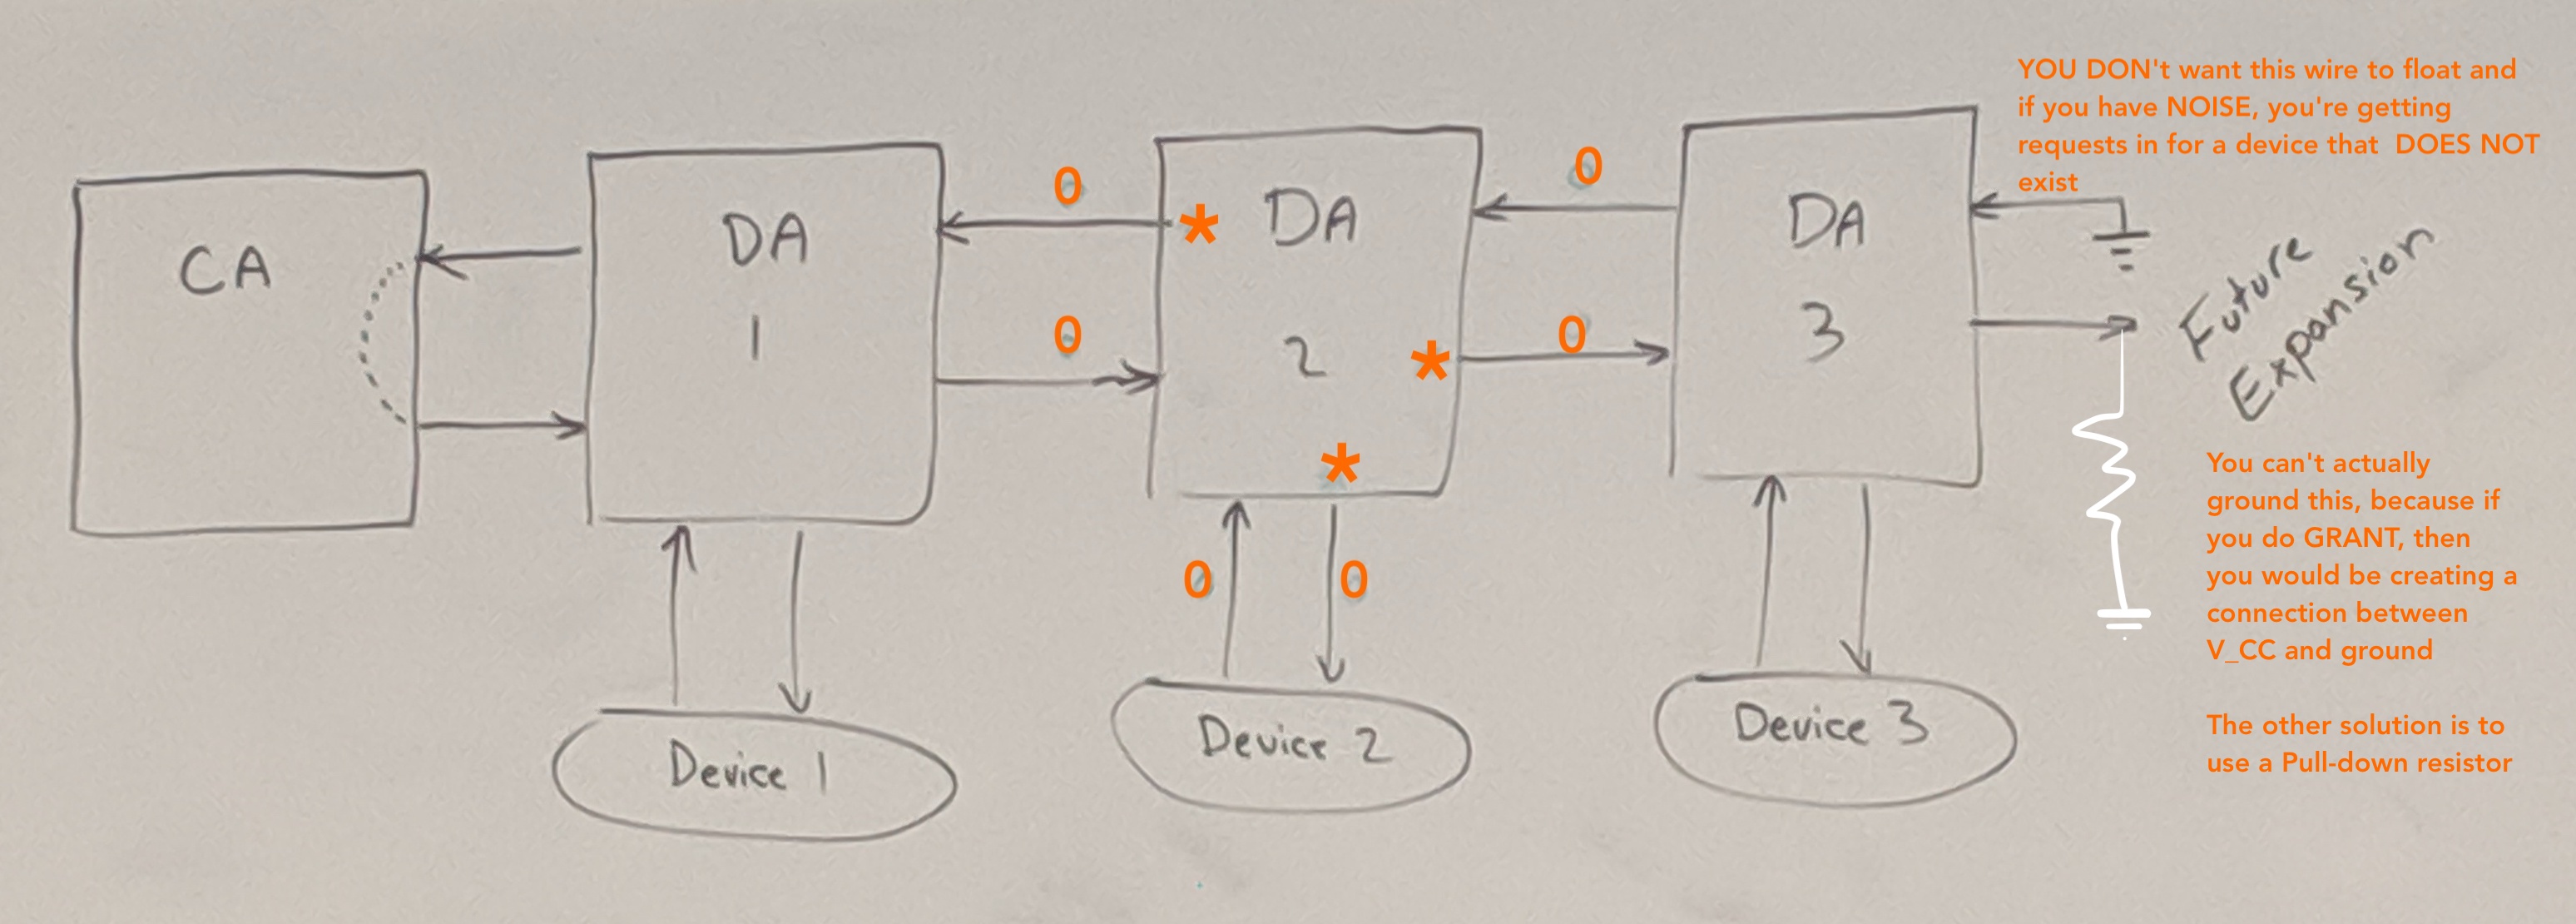 YOU DON't want this wire to float and
if you have NOISE, you're getting
requests in for a device that DOES NOT
exist
CA
DA
1
0
0
*
DA
2
*
*
0
0
DA
3
Future
Expansion
0
0
You can't actually
ground this, because if
you do GRANT, then
you would be creating a
connection between
V_CC and ground
The other solution is to
use a Pull-down resistor
Device 1
Device 2
Device 3